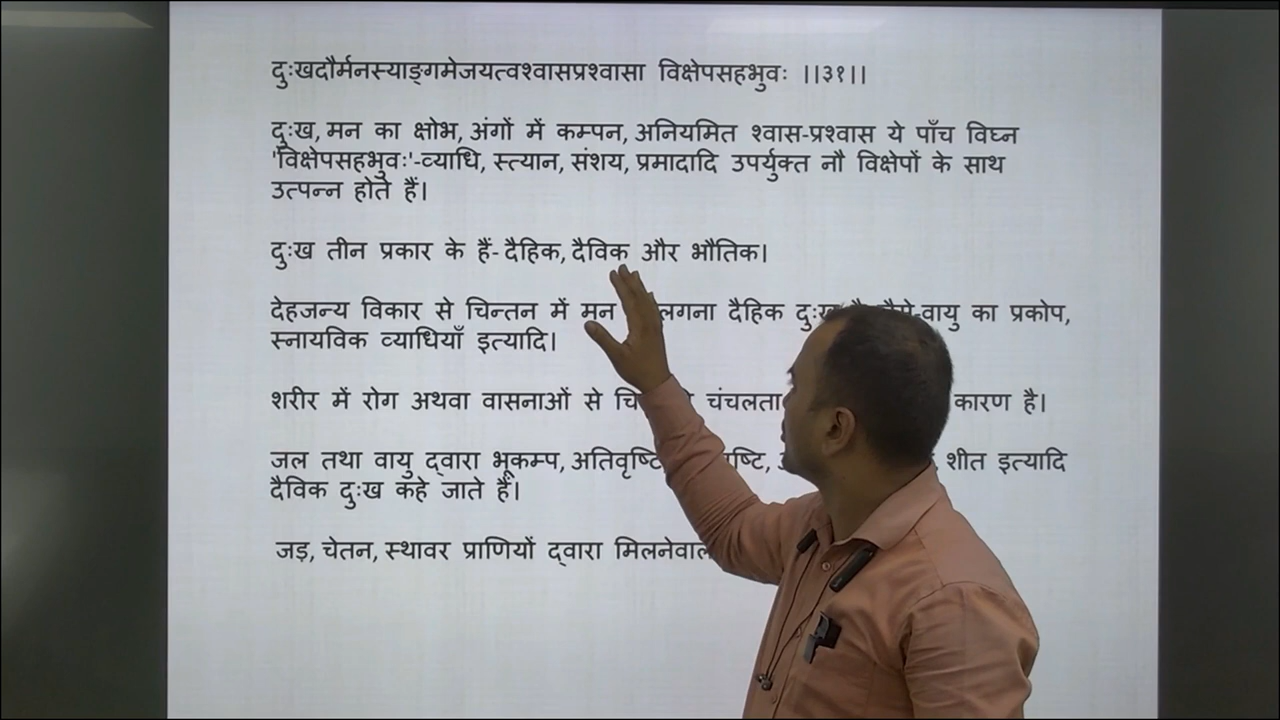 दुःखदौर्मनस्याङ्गमेजयत्वश्वासप्रश्वासा विक्षेपसहभुवः ।।३१।।
दुःख, मन का क्षोभ, अंगों में कम्पन, अनियमित श्वास-प्रश्वास ये पाँच विघ्न
'विक्षेपसहभुवः'-व्याधि, स्त्यान, संशय, प्रमादादि उपर्युक्त नौ विक्षेपों के साथ
उत्पन्न होते हैं।
दुःख तीन प्रकार के हैं- दैहिक, दैविक और भौतिक।
देहजन्य विकार से चिन्तन में मन लगना दैहिक वायु का प्रकोप,
स्नायविक व्याधियाँ इत्यादि।
शरीर में रोग अथवा वासनाओं से चंचलता कारण है।
जल तथा वायु द्वारा भूकम्प, अतिवृष्टि शीत इत्यादि
दैविक दुःख कहे जाते हैं।
जड़, चेतन, स्थावर प्राणियों द्वारा